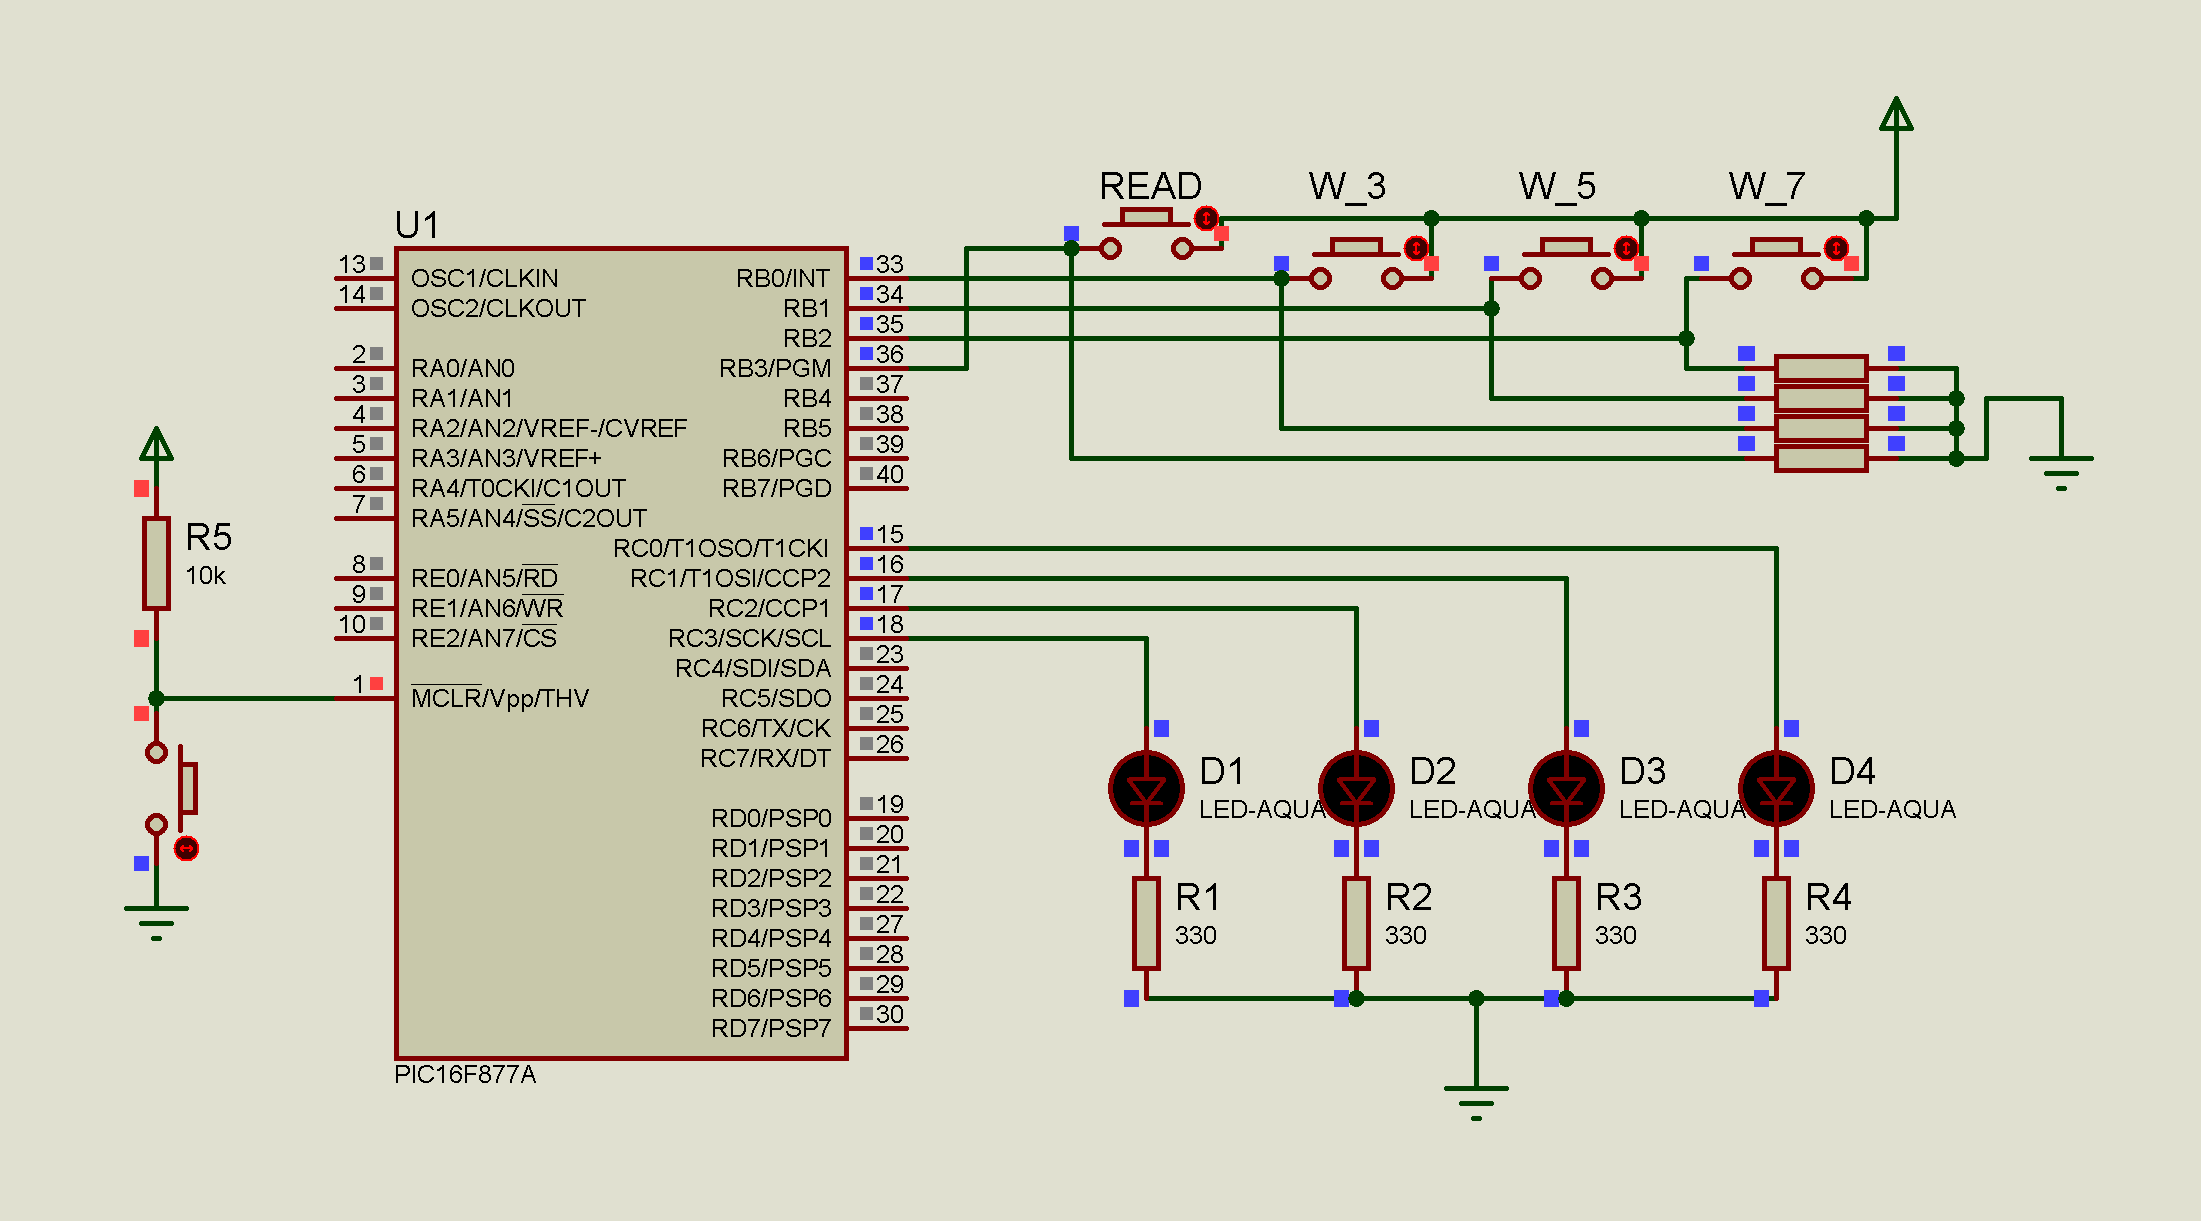 READ W_3 W_5 W_7
U1
13 OSC1/CLKIN RB0/INT 33
14 OSC2/CLKOUT RB1 34
RB2 35
2 RA0/AN0 RB3/PGM 36
3 RA1/AN1 RB4 37
4 RA2/AN2/VREF-/CVREF RB5 38
5 RA3/AN3/VREF+ RB6/PGC 39
6 RA4/T0CKI/C1OUT RB7/PGD 40
7 RA5/AN4/SS/C2OUT
R5
10k
RC0/T1OSO/T1CKI 15
8 RE0/AN5/RD RC1/T1OSI/CCP2 16
9 RE1/AN6/WR RC2/CCP1 17
10 RE2/AN7/CS RC3/SCK/SCL 18
RC4/SDI/SDA 23
1 MCLR/Vpp/THV RC5/SDO 24
RC6/TX/CK 25
RC7/RX/DT 26
RD0/PSP0 19
RD1/PSP1 20
RD2/PSP2 21
RD3/PSP3 22
RD4/PSP4 27
RD5/PSP5 28
RD6/PSP6 29
RD7/PSP7 30
PIC16F877A
D1 D2 D3 D4
LED-AQUA LED-AQUA LED-AQUA LED-AQUA
R1 R2 R3 R4
330 330 330 330